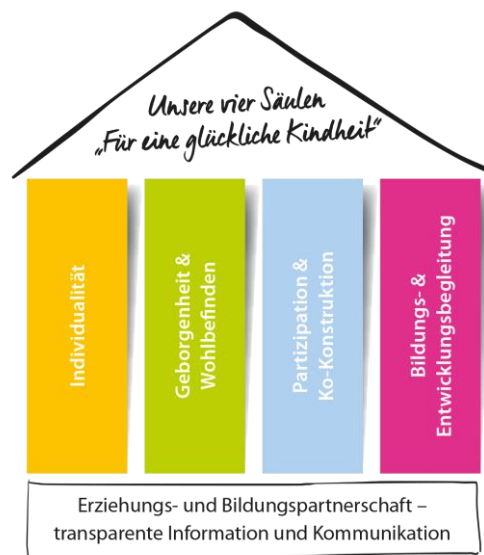 Unsere vier Säulen
„Für eine glückliche Kindheit“
Individualität
Geborgenheit &
Wohlbefinden
Partizipation &
Ko-Konstruktion
Bildungs- &
Entwicklungsbegleitung
Erziehungs- und Bildungspartnerschaft –
transparente Information und Kommunikation